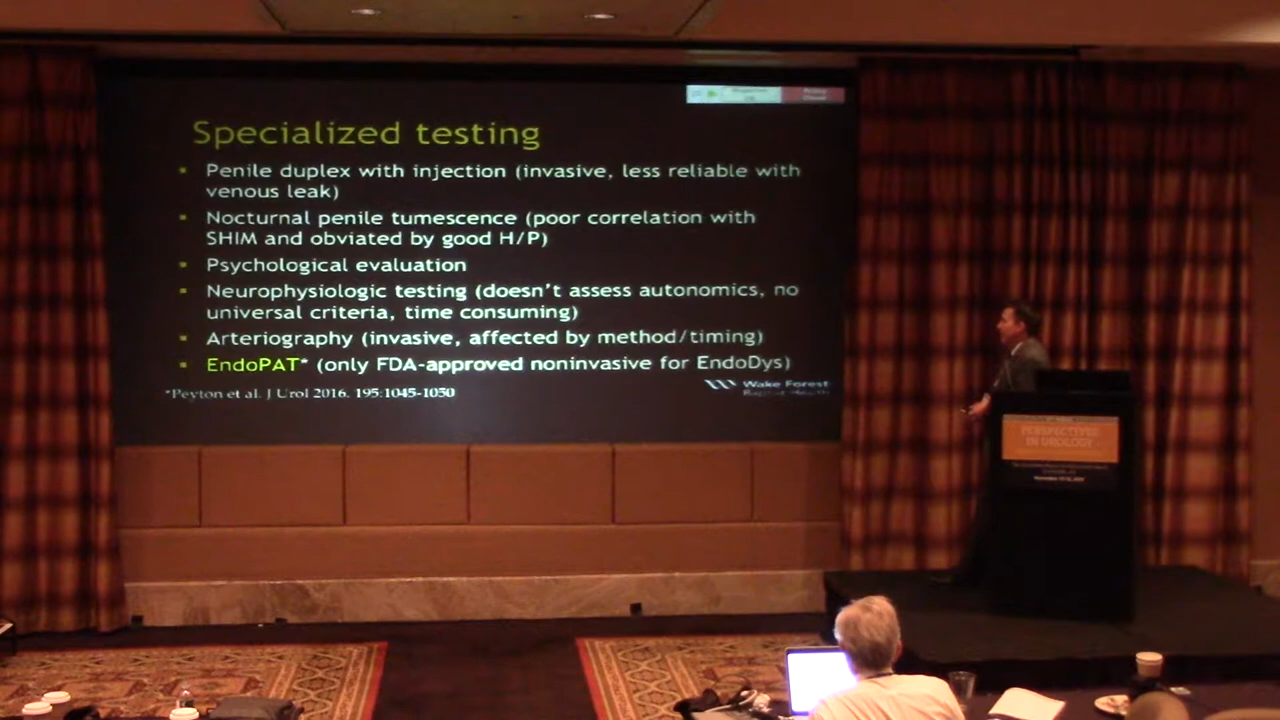 Specialized testing
Penile duplex with injection (invasive, less reliable with
venous leak)
Nocturnal penile tumescence (poor correlation with
SHIM and obviated by good H/P)
Psychological evaluation
Neurophysiologic testing (doesn't assess autonomics, no
universal criteria, time consuming)
Arteriography (invasive, affected by method/timing)
EndoPAT* (only FDA-approved noninvasive for EndoDys)
*Peyton et al. J Urol 2016. 195:1045-1050
Wake Forest
Baptist Health
PERSPECTIVES
IN UROLOGY